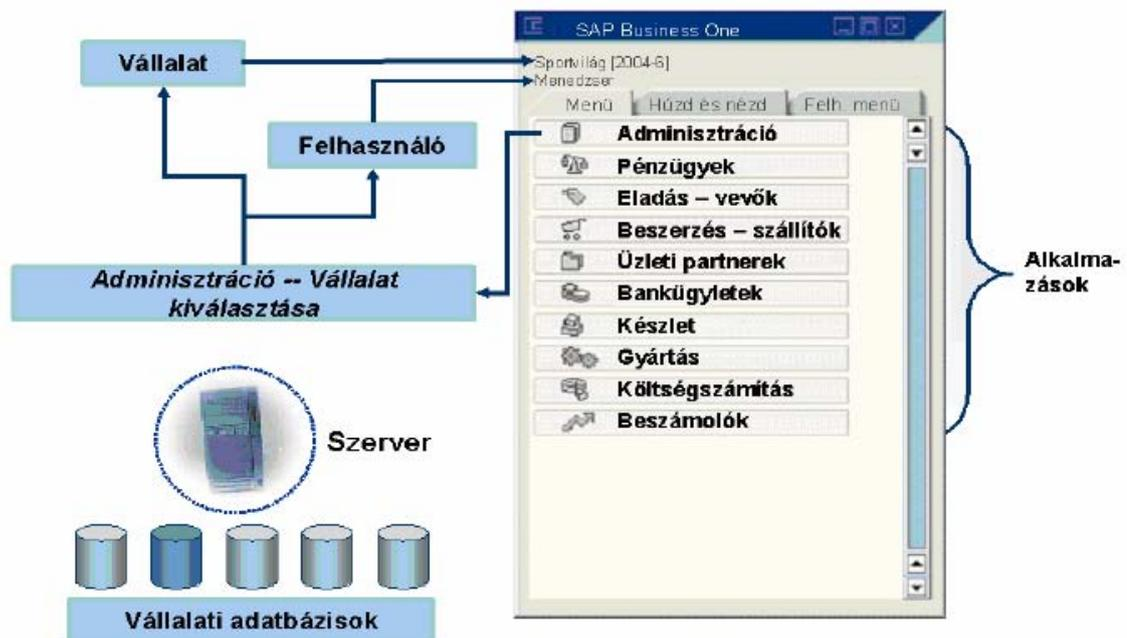 SAP Business One
Vállalat
Sportvilág [2004-6]
Menedzser
Menü Húzd és nézd Felh. menü
Felhasználó
Adminisztráció
Pénzügyek
Eladás – vevők
Beszerzés – szállítók
Üzleti partnerek
Bankügyletek
Készlet
Gyártás
Költségszámítás
Beszámolók
Alkalma-
zások
Adminisztráció -- Vállalat
kiválasztása
Szerver
Vállalati adatbázisok